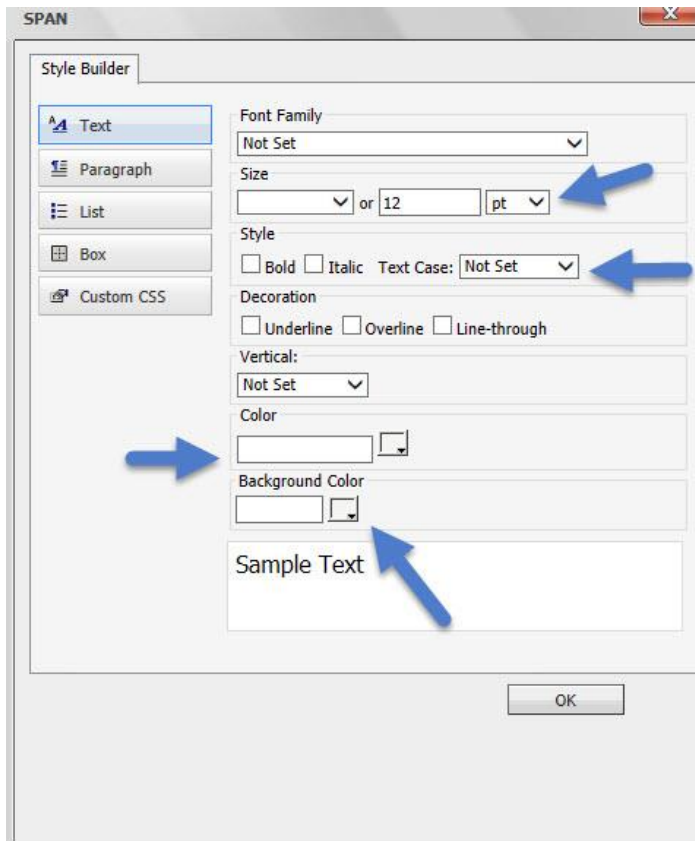 SPAN
Style Builder
Text
Paragraph
List
Box
Custom CSS
Font Family
Not Set
Size
or 12 pt
Style
Bold Italic Text Case: Not Set
Decoration
Underline Overline Line-through
Vertical:
Not Set
Color
Background Color
Sample Text
OK